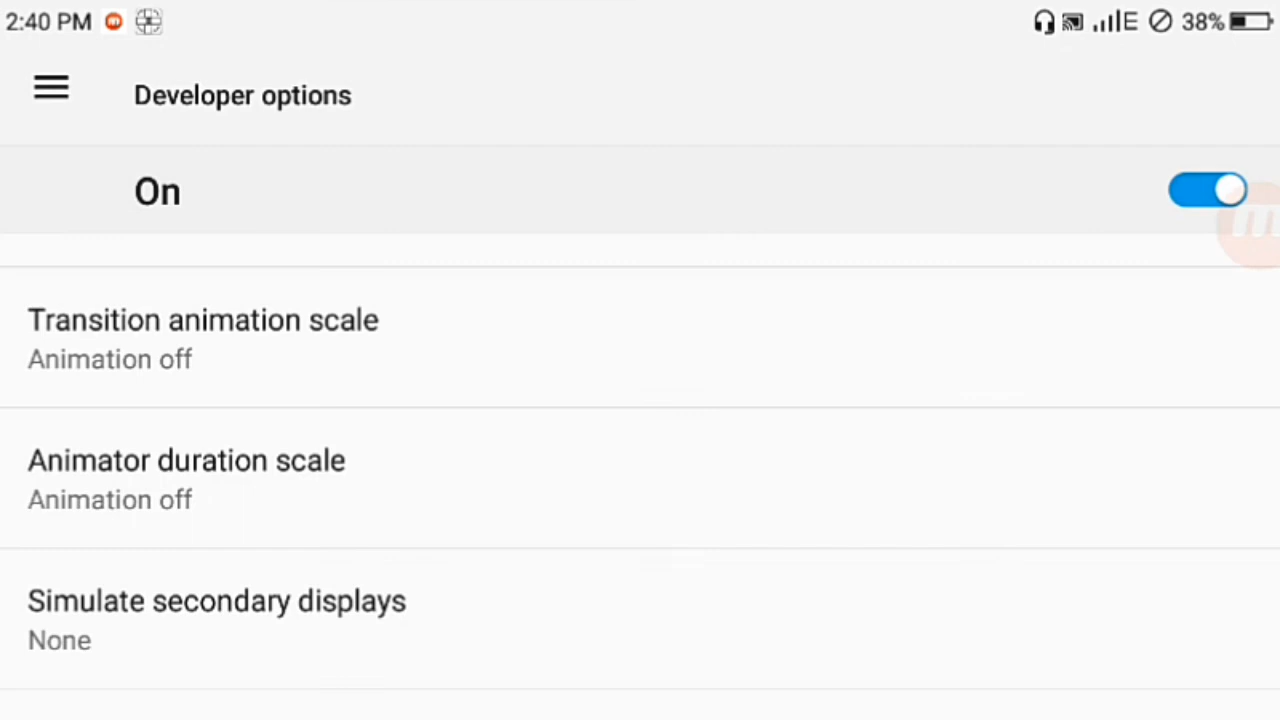 2:40 PM
E
38%
Developer options
On
Transition animation scale
Animation off
Animator duration scale
Animation off
Simulate secondary displays
None